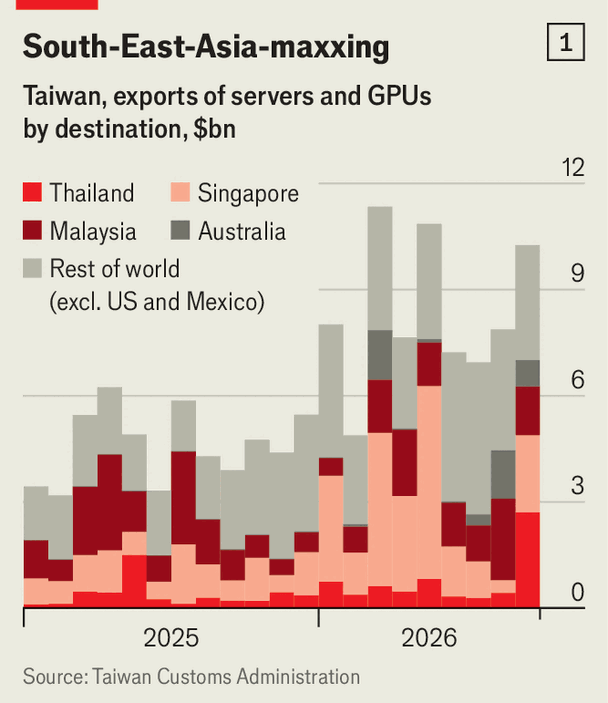 South-East-Asia-maxxing
1
Taiwan, exports of servers and GPUs
by destination, $bn
Thailand
Singapore
Malaysia
Australia
Rest of world
(excl. US and Mexico)
12
9
6
3
0
2025
2026
Source: Taiwan Customs Administration